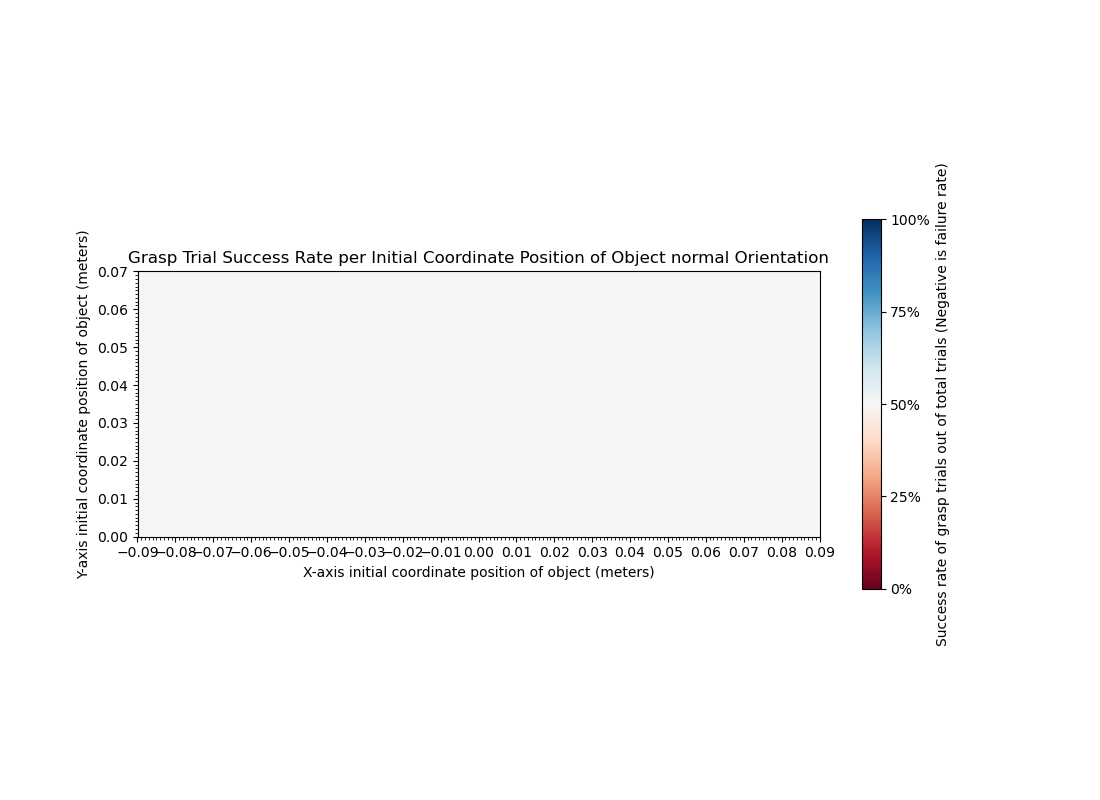 Grasp Trial Success Rate per Initial Coordinate Position of Object normal Orientation
Y-axis initial coordinate position of object (meters)
0.07
0.06
0.05
0.04
0.03
0.02
0.01
0.00
−0.09 −0.08 −0.07 −0.06 −0.05 −0.04 −0.03 −0.02 −0.01 0.00 0.01 0.02 0.03 0.04 0.05 0.06 0.07 0.08 0.09
X-axis initial coordinate position of object (meters)
100%
75%
50%
25%
0%
Success rate of grasp trials out of total trials (Negative is failure rate)